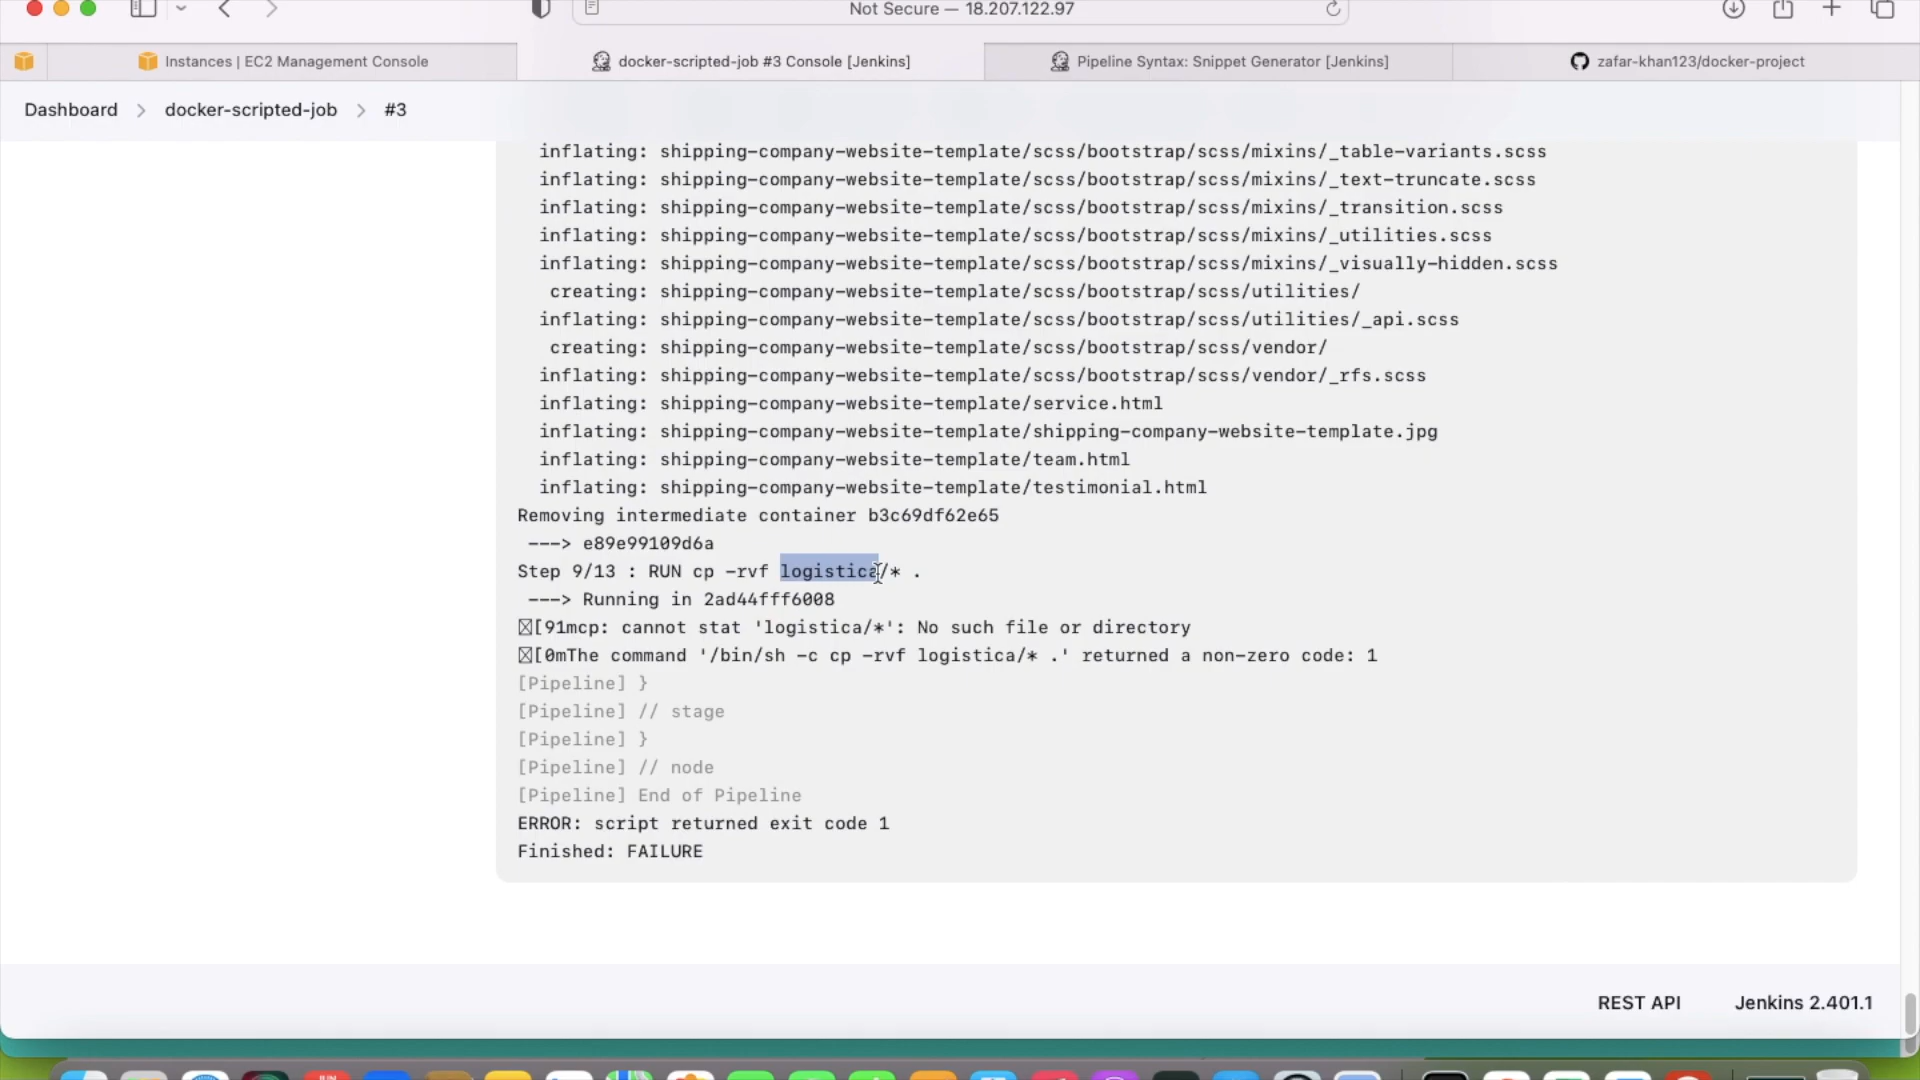 Not Secure — 18.207.122.97
Instances | EC2 Management Console
docker-scripted-job #3 Console [Jenkins]
Pipeline Syntax: Snippet Generator [Jenkins]
zafar-khan123/docker-project
Dashboard > docker-scripted-job > #3
inflating: shipping-company-website-template/scss/bootstrap/scss/mixins/_table-variants.scss
inflating: shipping-company-website-template/scss/bootstrap/scss/mixins/_text-truncate.scss
inflating: shipping-company-website-template/scss/bootstrap/scss/mixins/_transition.scss
inflating: shipping-company-website-template/scss/bootstrap/scss/mixins/_utilities.scss
inflating: shipping-company-website-template/scss/bootstrap/scss/mixins/_visually-hidden.scss
creating: shipping-company-website-template/scss/bootstrap/scss/utilities/
inflating: shipping-company-website-template/scss/bootstrap/scss/utilities/_api.scss
creating: shipping-company-website-template/scss/bootstrap/scss/vendor/
inflating: shipping-company-website-template/scss/bootstrap/scss/vendor/_rfs.scss
inflating: shipping-company-website-template/service.html
inflating: shipping-company-website-template/shipping-company-website-template.jpg
inflating: shipping-company-website-template/team.html
inflating: shipping-company-website-template/testimonial.html
Removing intermediate container b3c69df62e65
---> e89e99109d6a
Step 9/13 : RUN cp -rvf logistica/* .
---> Running in 2ad44fff6008
[91mcp: cannot stat 'logistica/*': No such file or directory
[0mThe command '/bin/sh -c cp -rvf logistica/* .' returned a non-zero code: 1
[Pipeline] }
[Pipeline] // stage
[Pipeline] }
[Pipeline] // node
[Pipeline] End of Pipeline
ERROR: script returned exit code 1
Finished: FAILURE
REST API
Jenkins 2.401.1